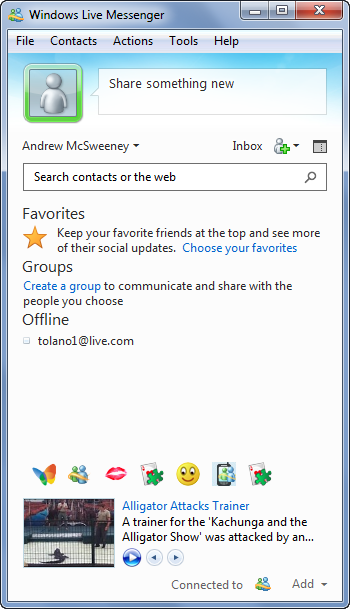 Windows Live Messenger
File Contacts Actions Tools Help
Share something new
Andrew McSweeney Inbox
Search contacts or the web
Favorites
Keep your favorite friends at the top and see more
of their social updates. Choose your favorites
Groups
Create a group to communicate and share with the
people you choose
Offline
tolano1@live.com
Alligator Attacks Trainer
A trainer for the 'Kachunga and the
Alligator Show' was attacked by an...
Connected to Add